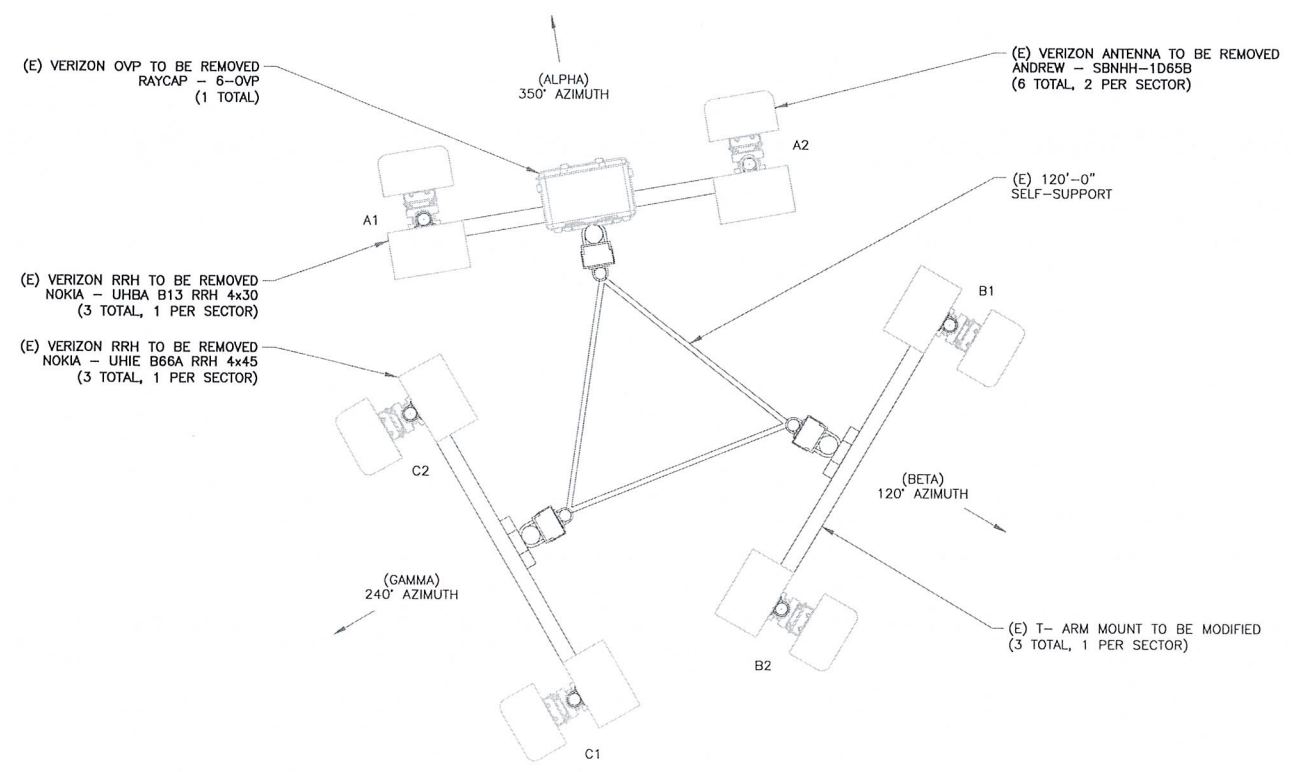 (E) VERIZON OVP TO BE REMOVED
RAYCAP – 6-OVP
(1 TOTAL)
(ALPHA)
350° AZIMUTH
(E) VERIZON ANTENNA TO BE REMOVED
ANDREW – SBNHH-1D65B
(6 TOTAL, 2 PER SECTOR)
A2
(E) 120'-0"
SELF-SUPPORT
A1
(E) VERIZON RRH TO BE REMOVED
NOKIA – UHBA B13 RRH 4x30
(3 TOTAL, 1 PER SECTOR)
B1
(E) VERIZON RRH TO BE REMOVED
NOKIA – UHIE B66A RRH 4x45
(3 TOTAL, 1 PER SECTOR)
C2
(BETA)
120° AZIMUTH
(GAMMA)
240° AZIMUTH
(E) T- ARM MOUNT TO BE MODIFIED
(3 TOTAL, 1 PER SECTOR)
B2
C1